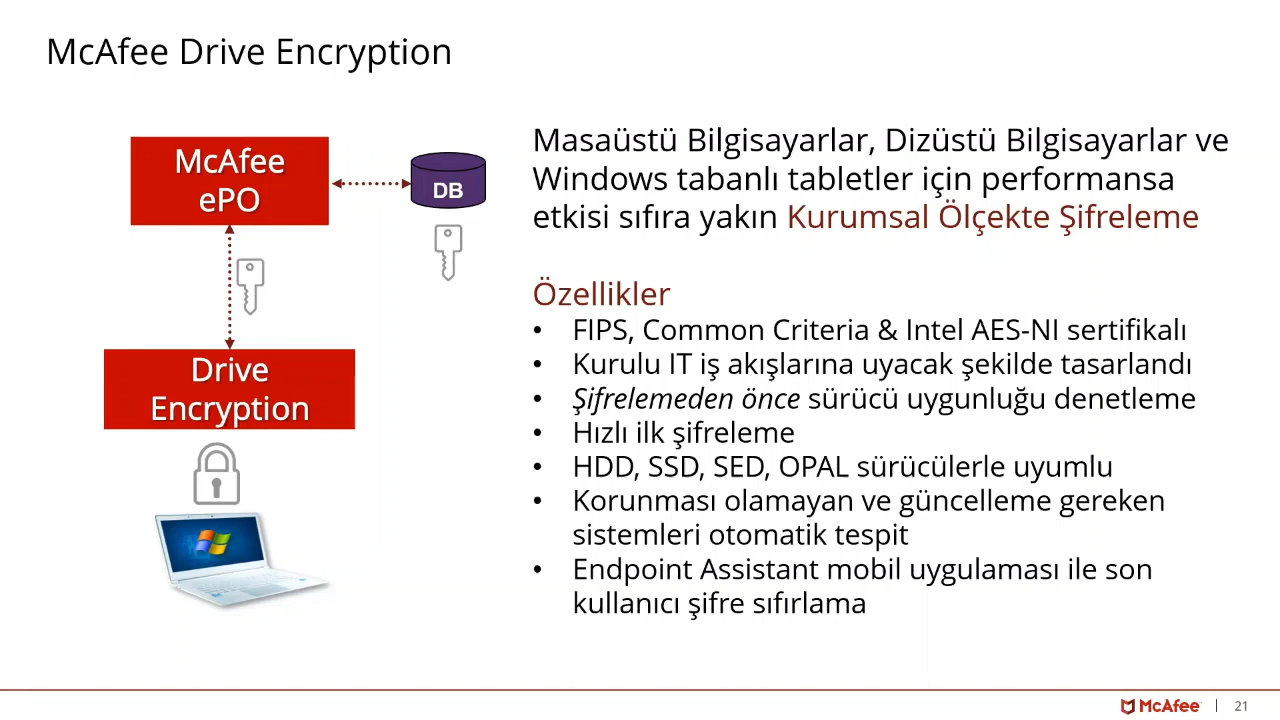 McAfee Drive Encryption
McAfee
ePO
DB
Drive
Encryption
Masaüstü Bilgisayarlar, Dizüstü Bilgisayarlar ve
Windows tabanlı tabletler için performansa
etkisi sıfıra yakın Kurumsal Ölçekte Şifreleme
Özellikler
• FIPS, Common Criteria & Intel AES-NI sertifikalı
• Kurulu IT iş akışlarına uyacak şekilde tasarlandı
• Şifrelemeden önce sürücü uygunluğu denetleme
• Hızlı ilk şifreleme
• HDD, SSD, SED, OPAL sürücülerle uyumlu
• Korunması olamayan ve güncelleme gereken
sistemleri otomatik tespit
• Endpoint Assistant mobil uygulaması ile son
kullanıcı şifre sıfırlama
McAfee | 21